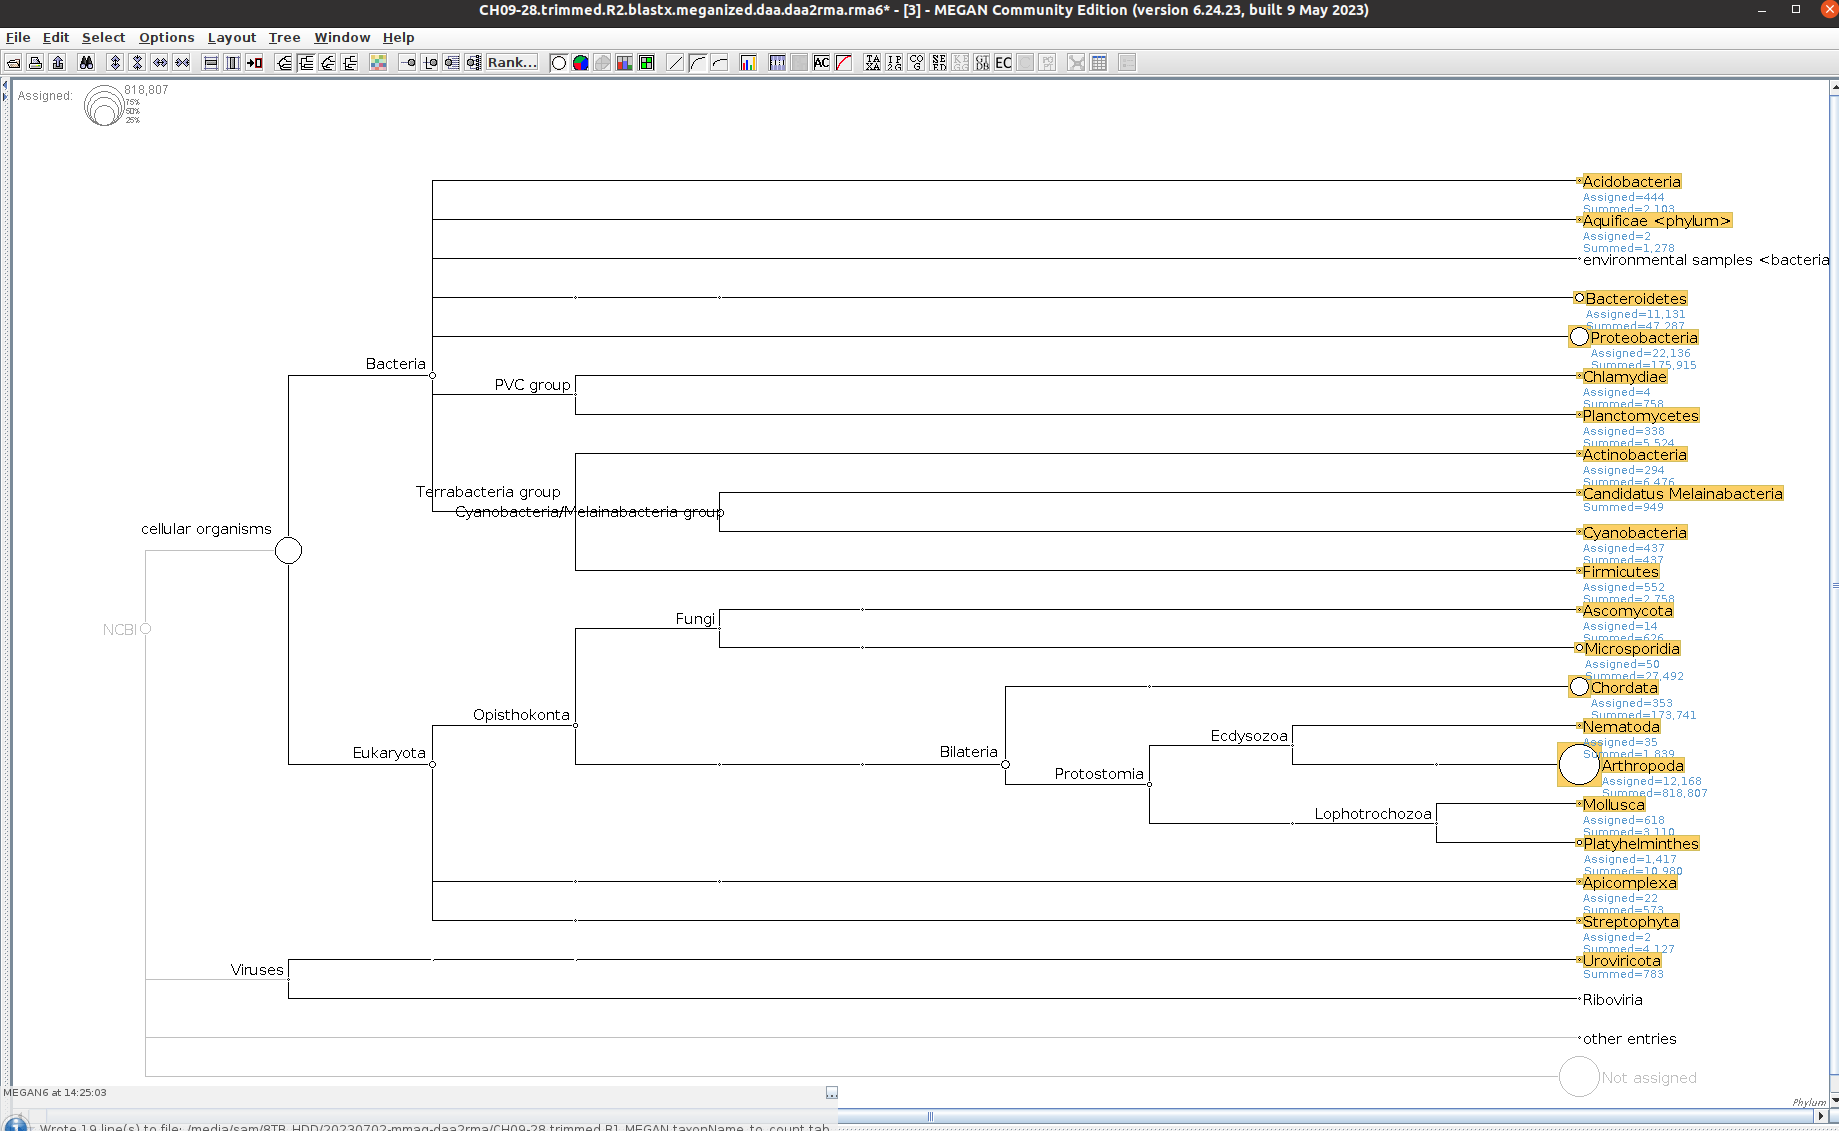 CH09-28.trimmed.R2.blastx.meganized.daa.daa2rma.rma6* - [3] - MEGAN Community Edition (version 6.24.23, built 9 May 2023)
File Edit Select Options Layout Tree Window Help
Rank...
AC
EC
Assigned:
818,807
75%
50%
25%
Acidobacteria
Assigned=444
Summed=2,103
Aquificae <phylum>
Assigned=2
Summed=1,278
environmental samples <bacteria
Bacteroidetes
Assigned=11,131
Summed=47,287
Proteobacteria
Assigned=22,136
Summed=175,915
Bacteria
PVC group
Chlamydiae
Assigned=4
Summed=758
Planctomycetes
Assigned=338
Summed=5,524
Actinobacteria
Assigned=294
Summed=6,476
Terrabacteria group
Cyanobacteria/Melainabacteria group
Candidatus Melainabacteria
Summed=949
Cyanobacteria
Assigned=437
Summed=437
cellular organisms
Firmicutes
Assigned=552
Summed=2,758
Fungi
Ascomycota
Assigned=14
Summed=626
NCBI
Microsporidia
Assigned=50
Summed=27,492
Opisthokonta
Chordata
Assigned=353
Summed=173,741
Eukaryota
Bilateria
Ecdysozoa
Nematoda
Assigned=35
Summed=1,839
Protostomia
Arthropoda
Assigned=12,168
Summed=818,807
Lophotrochozoa
Mollusca
Assigned=618
Summed=3,110
Platyhelminthes
Assigned=1,417
Summed=10,980
Apicomplexa
Assigned=22
Summed=573
Streptophyta
Assigned=2
Summed=4,127
Viruses
Uroviricota
Summed=783
Riboviria
other entries
Not assigned
MEGAN6 at 14:25:03
...
Phylum
Wrote 19 line(s) to file: /media/sam/8TB_HDD/20230702-mmag-daa2rma/CH09-28.trimmed.R1.MEGAN.taxonName_to_count.tab